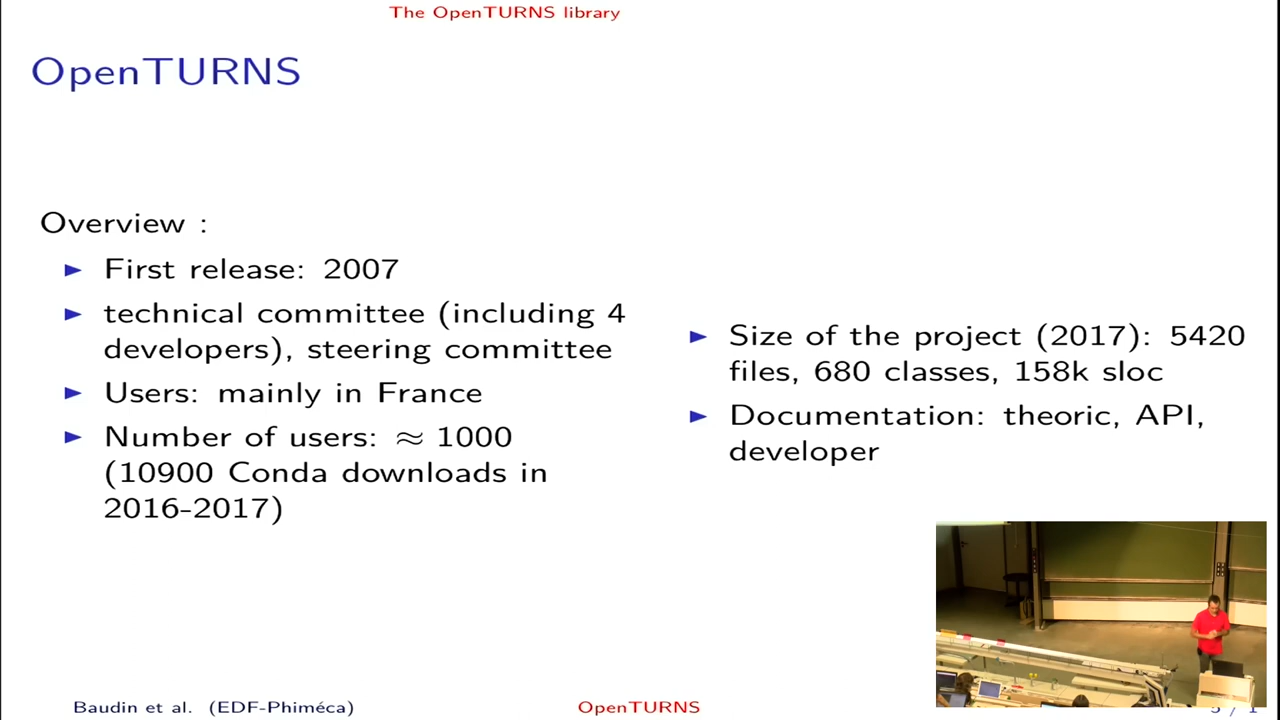 The OpenTURNS library
OpenTURNS
Overview :
First release: 2007
technical committee (including 4
developers), steering committee
Users: mainly in France
Number of users: ≈ 1000
(10900 Conda downloads in
2016-2017)
Size of the project (2017): 5420
files, 680 classes, 158k sloc
Documentation: theoric, API,
developer
Baudin et al. (EDF-Phiméca)
OpenTURNS